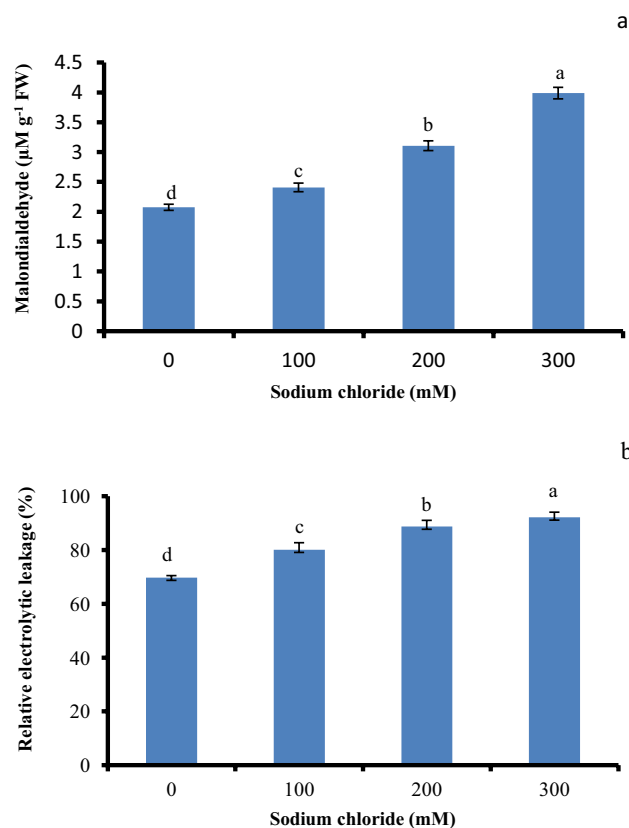 a
Malondialdehyde (µM g⁻¹ FW)
4.5
4
3.5
3
2.5
2
1.5
1
0.5
0
d
c
b
a
0 100 200 300
Sodium chloride (mM)
b
Relative electrolytic leakage (%)
100
80
60
40
20
0
d
c
b
a
0 100 200 300
Sodium chloride (mM)